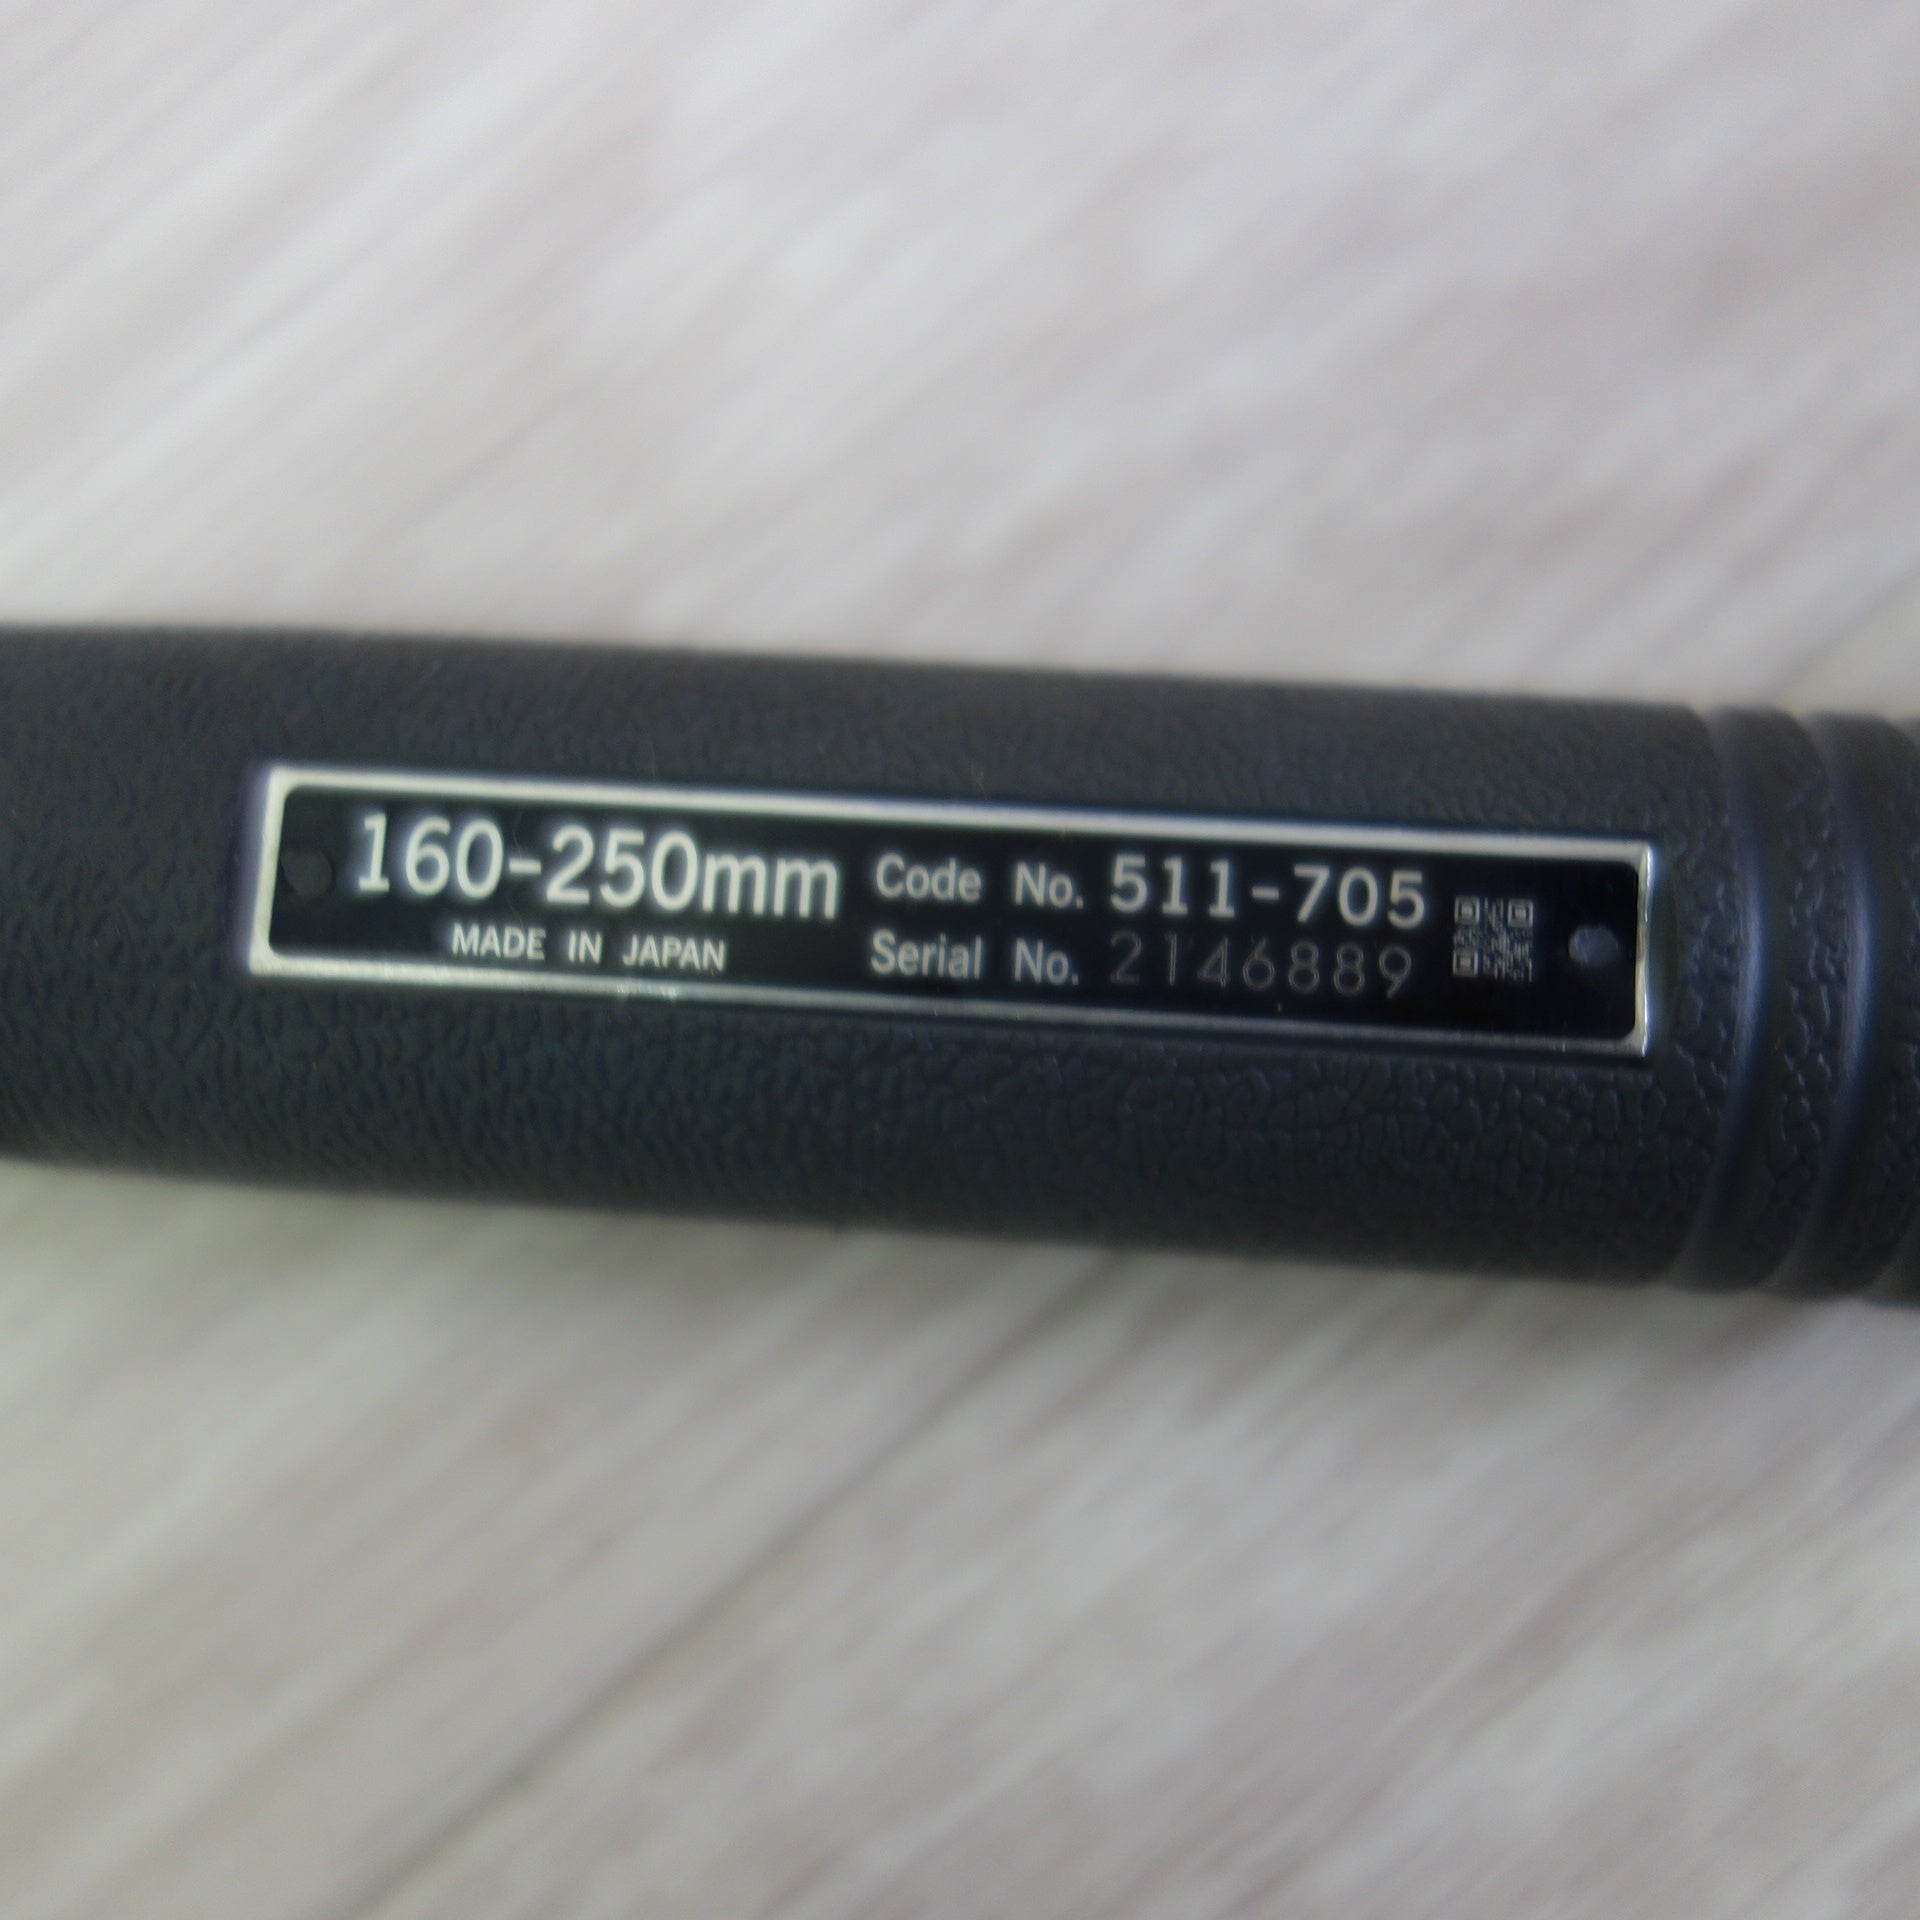 160-250mm
MADE IN JAPAN
Code No. 511-705
Serial No. 2146889